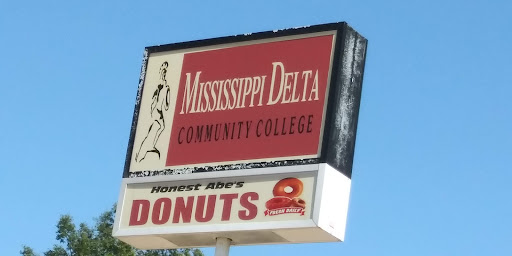 MISSISSIPPI DELTA
COMMUNITY COLLEGE
Honest Abe's
DONUTS
FRESH DAILY